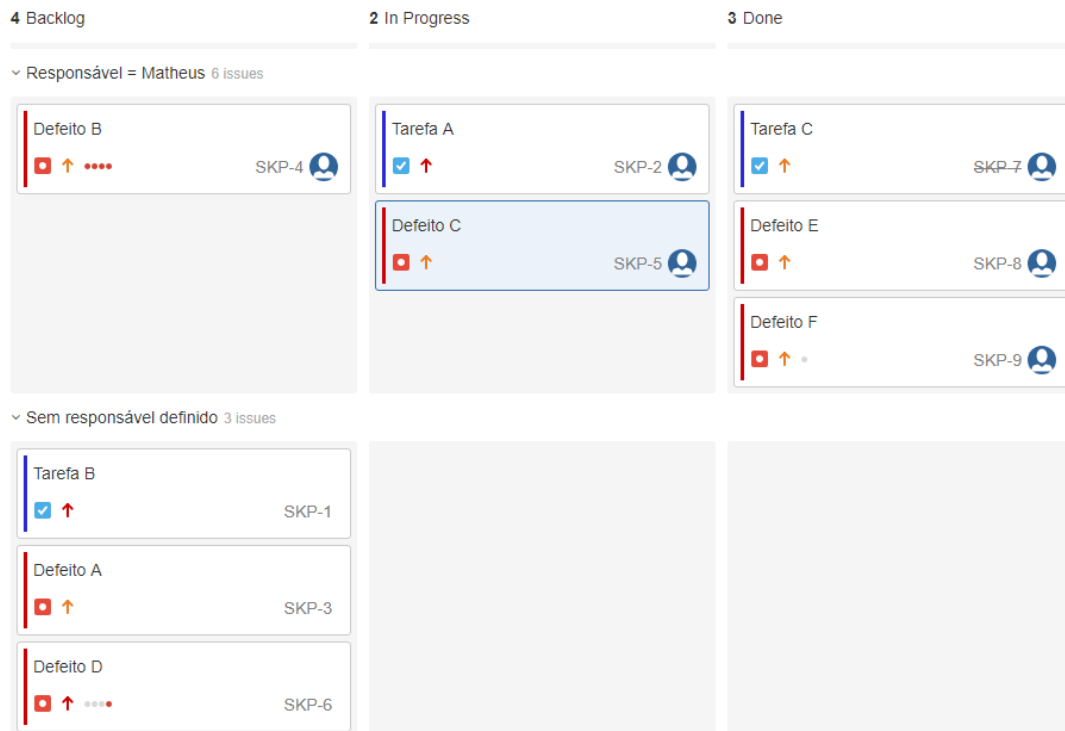 4 Backlog
2 In Progress
3 Done
Responsável = Matheus 6 issues
Defeito B
SKP-4
Tarefa A
SKP-2
Defeito C
SKP-5
Tarefa C
SKP-7
Defeito E
SKP-8
Defeito F
SKP-9
Sem responsável definido 3 issues
Tarefa B
SKP-1
Defeito A
SKP-3
Defeito D
SKP-6